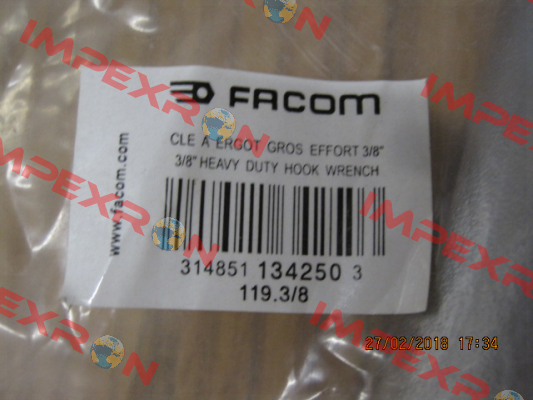 FACOM
CLE A ERGOT GROS EFFORT 3/8"
3/8" HEAVY DUTY HOOK WRENCH
www.facom.com
314851 134250 3
119.3/8
27/02/2018 17:34
IMPEXRON
IMPEXRON
IMPEXRON
IMPEXRON